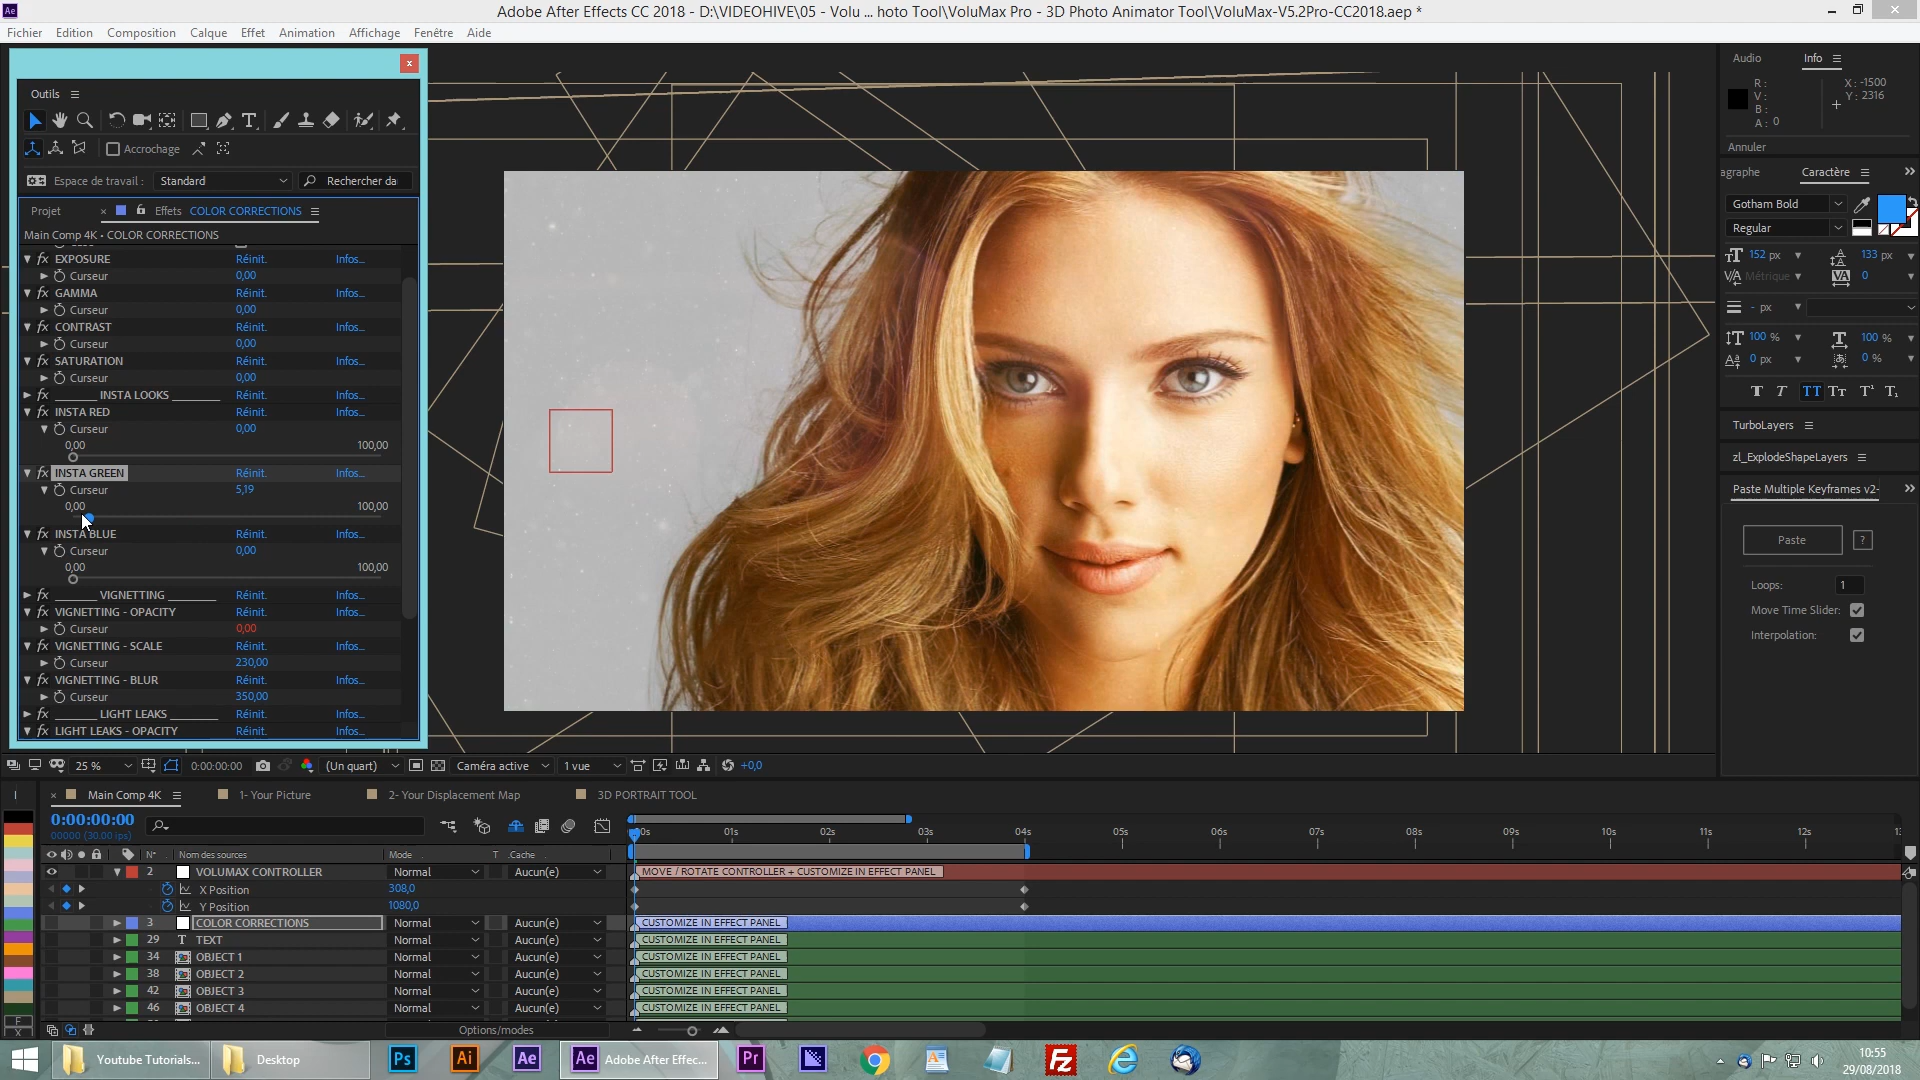 Adobe After Effects CC 2018 - D:\VIDEOHIVE\05 - Volu ... hoto Tool\VoluMax Pro - 3D Photo Animator Tool\VoluMax-V5.2Pro-CC2018.aep *
Fichier Edition Composition Calque Effet Animation Affichage Fenêtre Aide
Outils
Accrochage
Espace de travail : Standard Rechercher da
Projet Effets COLOR CORRECTIONS
Main Comp 4K • COLOR CORRECTIONS
EXPOSURE Réinit. Infos...
Curseur 0,00
GAMMA Réinit. Infos...
Curseur 0,00
CONTRAST Réinit. Infos...
Curseur 0,00
SATURATION Réinit. Infos...
Curseur 0,00
_______ INSTA LOOKS ________ Réinit. Infos...
INSTA RED Réinit. Infos...
Curseur 0,00
0,00 100,00
INSTA GREEN Réinit. Infos...
Curseur 5,19
0,00 100,00
INSTA BLUE Réinit. Infos...
Curseur 0,00
0,00 100,00
_______ VIGNETTING ________ Réinit. Infos...
VIGNETTING - OPACITY Réinit. Infos...
Curseur 0,00
VIGNETTING - SCALE Réinit. Infos...
Curseur 230,00
VIGNETTING - BLUR Réinit. Infos...
Curseur 350,00
_______ LIGHT LEAKS ________ Réinit. Infos...
LIGHT LEAKS - OPACITY Réinit. Infos...
Audio Info
R :
V :
B :
A : 0
X : -1500
Y : 2316
Annuler
agraphe Caractère
Gotham Bold
Regular
152 px 133 px
Métrique 0
- px
100 % 100 %
0 px 0 %
TurboLayers
zl_ExplodeShapeLayers
Paste Multiple Keyframes v2-
Paste ?
Loops: 1
Move Time Slider:
Interpolation:
25 % 0:00:00:00 (Un quart) Caméra active 1 vue +0,0
Main Comp 4K 1- Your Picture 2- Your Displacement Map 3D PORTRAIT TOOL
0:00:00:00
00000 (30.00 ips)
00s 01s 02s 03s 04s 05s 06s 07s 08s 09s 10s 11s 12s
N° Nom des sources Mode T .Cache
2 VOLUMAX CONTROLLER Normal Aucun(e) MOVE / ROTATE CONTROLLER + CUSTOMIZE IN EFFECT PANEL
X Position 308,0
Y Position 1080,0
3 COLOR CORRECTIONS Normal Aucun(e) CUSTOMIZE IN EFFECT PANEL
29 T TEXT Normal Aucun(e) CUSTOMIZE IN EFFECT PANEL
34 OBJECT 1 Normal Aucun(e) CUSTOMIZE IN EFFECT PANEL
38 OBJECT 2 Normal Aucun(e) CUSTOMIZE IN EFFECT PANEL
42 OBJECT 3 Normal Aucun(e) CUSTOMIZE IN EFFECT PANEL
46 OBJECT 4 Normal Aucun(e) CUSTOMIZE IN EFFECT PANEL
Options/modes
Youtube Tutorials... Desktop Ps Ai Ae Ae Adobe After Effec... Pr Fz
10:55
29/08/2018